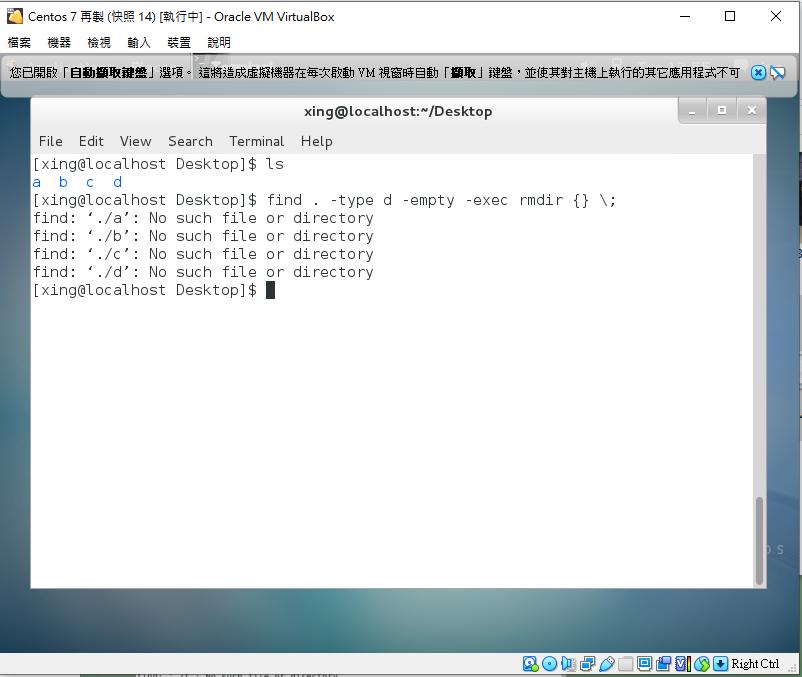 Centos 7 再製 (快照 14) [執行中] - Oracle VM VirtualBox
檔案 機器 檢視 輸入 裝置 說明
您已開啟「自動擷取鍵盤」選項。 這將造成虛擬機器在每次啟動 VM 視窗時自動「擷取」鍵盤，並使其對主機上執行的其它應用程式不可
xing@localhost:~/Desktop
File Edit View Search Terminal Help
[xing@localhost Desktop]$ ls
a b c d
[xing@localhost Desktop]$ find . -type d -empty -exec rmdir {} \;
find: ‘./a’: No such file or directory
find: ‘./b’: No such file or directory
find: ‘./c’: No such file or directory
find: ‘./d’: No such file or directory
[xing@localhost Desktop]$
O S
Right Ctrl